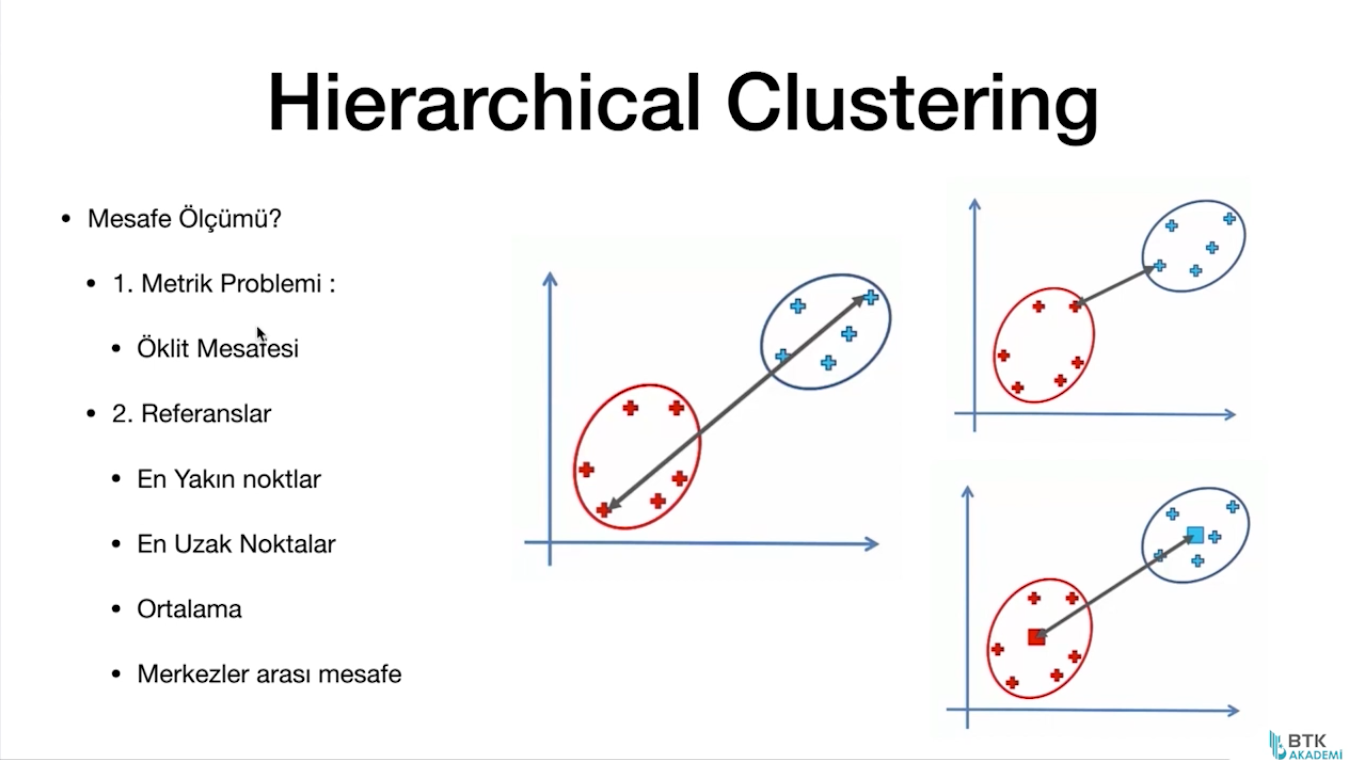 Hierarchical Clustering
Mesafe Ölçümü?
1. Metrik Problemi :
Öklit Mesafesi
2. Referanslar
En Yakın noktlar
En Uzak Noktalar
Ortalama
Merkezler arası mesafe
BTK
AKADEMİ